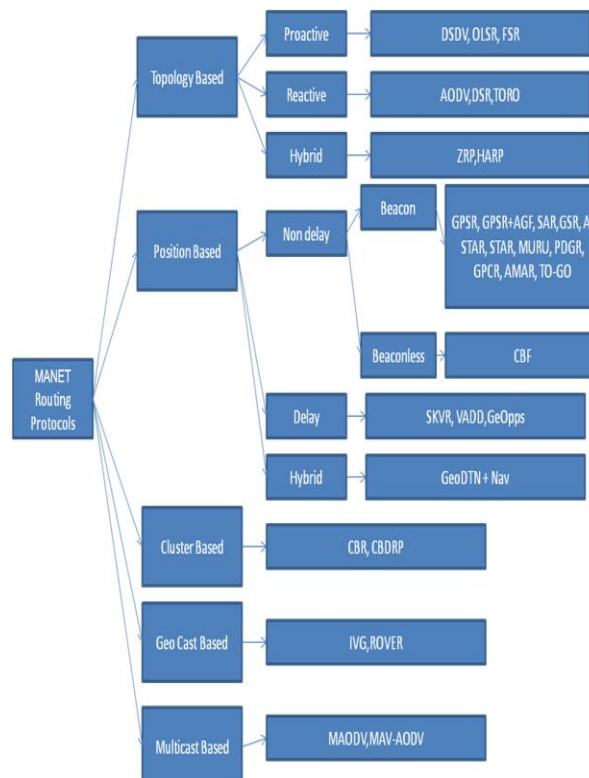 Proactive
DSDV, OLSR, FSR
Topology Based
Reactive
AODV,DSR,TORO
Hybrid
ZRP,HARP
Position Based
Non delay
Beacon
GPSR, GPSR+AGF, SAR,GSR, A
STAR, STAR, MURU, PDGR,
GPCR, AMAR, TO-GO
Beaconless
CBF
MANET
Routing
Protocols
Delay
SKVR, VADD,GeOpps
Hybrid
GeoDTN + Nav
Cluster Based
CBR, CBDRP
Geo Cast Based
IVG,ROVER
Multicast Based
MAODV,MAV-AODV